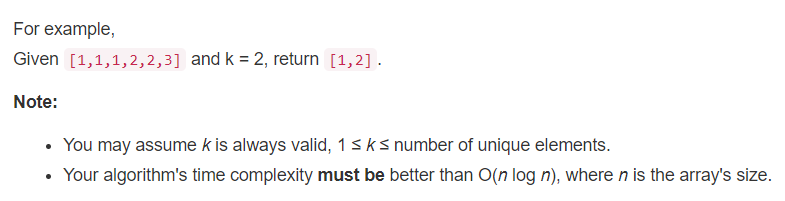 For example,
Given [1,1,1,2,2,3] and k = 2, return [1,2] .
Note:
• You may assume k is always valid, 1 ≤ k ≤ number of unique elements.
• Your algorithm's time complexity must be better than O(n log n), where n is the array's size.